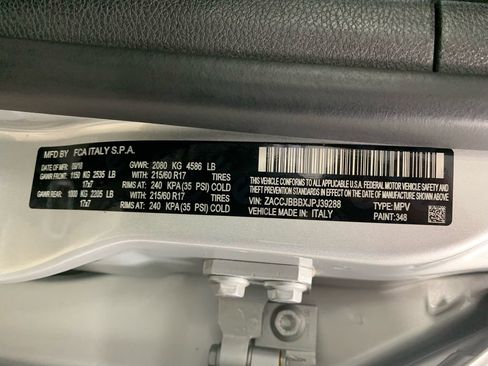 MFD BY FCA ITALY S.P.A.
DATE OF MFR 09/18 GVWR: 2080 KG 4586 LB
GAWR FRONT: 1150 KG 2535 LB WITH: 215/60 R17 TIRES
17x7 RIMS AT: 240 KPA (35 PSI) COLD
GAWR REAR: 1000 KG 2205 LB WITH: 215/60 R17 TIRES
17x7 RIMS AT: 240 KPA (35 PSI) COLD
THIS VEHICLE CONFORMS TO ALL APPLICABLE U.S.A. FEDERAL MOTOR VEHICLE SAFETY
AND THEFT PREVENTION STANDARDS IN EFFECT ON THE DATE OF MANUFACTURE SHOWN ABOVE
VIN: ZACCJBBBXJPJ39288 TYPE: MPV
VEHICLE MADE IN: ITALY PAINT: 348